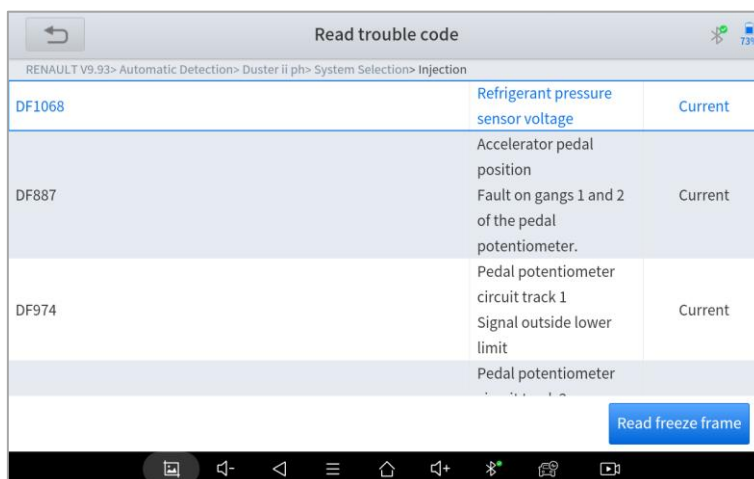 Read trouble code
73%
RENAULT V9.93> Automatic Detection> Duster ii ph> System Selection> Injection
DF1068
Refrigerant pressure
sensor voltage
Current
DF887
Accelerator pedal
position
Fault on gangs 1 and 2
of the pedal
potentiometer.
Current
DF974
Pedal potentiometer
circuit track 1
Signal outside lower
limit
Current
Pedal potentiometer
Read freeze frame